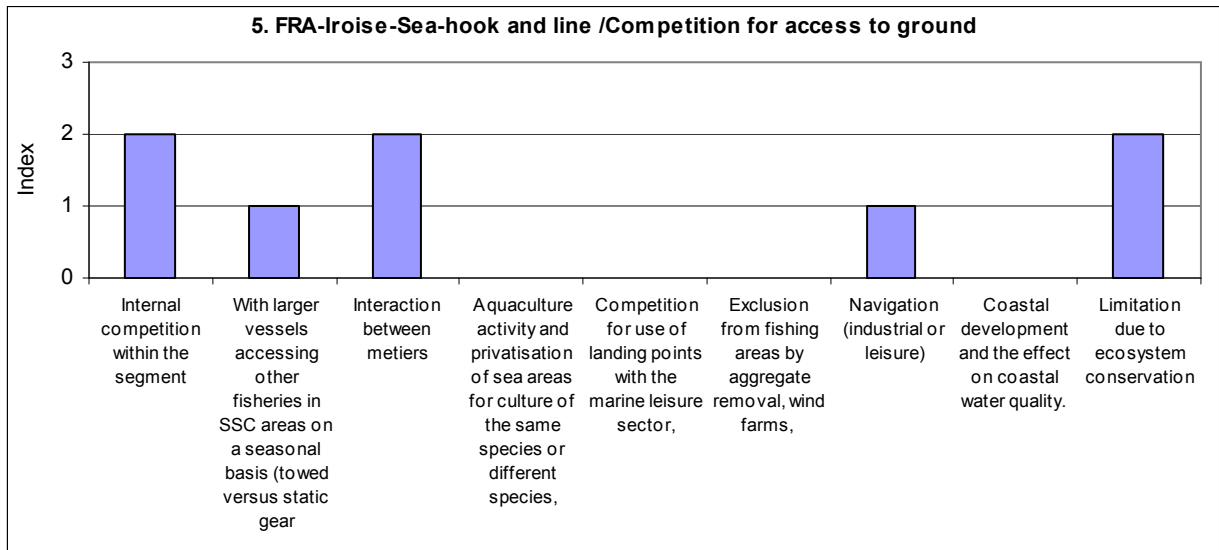 5. FRA-Iroise-Sea-hook and line /Competition for access to ground
3
2
1
0
Index
Internal
competition
within the
segment
With larger
vessels
accessing
other
fisheries in
SSC areas on
a seasonal
basis (towed
versus static
gear
Interaction
between
metiers
Aquaculture
activity and
privatisation
of sea areas
for culture of
the same
species or
different
species,
Competition
for use of
landing points
with the
marine leisure
sector,
Exclusion
from fishing
areas by
aggregate
removal, wind
farms,
Navigation
(industrial or
leisure)
Coastal
development
and the effect
on coastal
water quality.
Limitation
due to
ecosystem
conservation